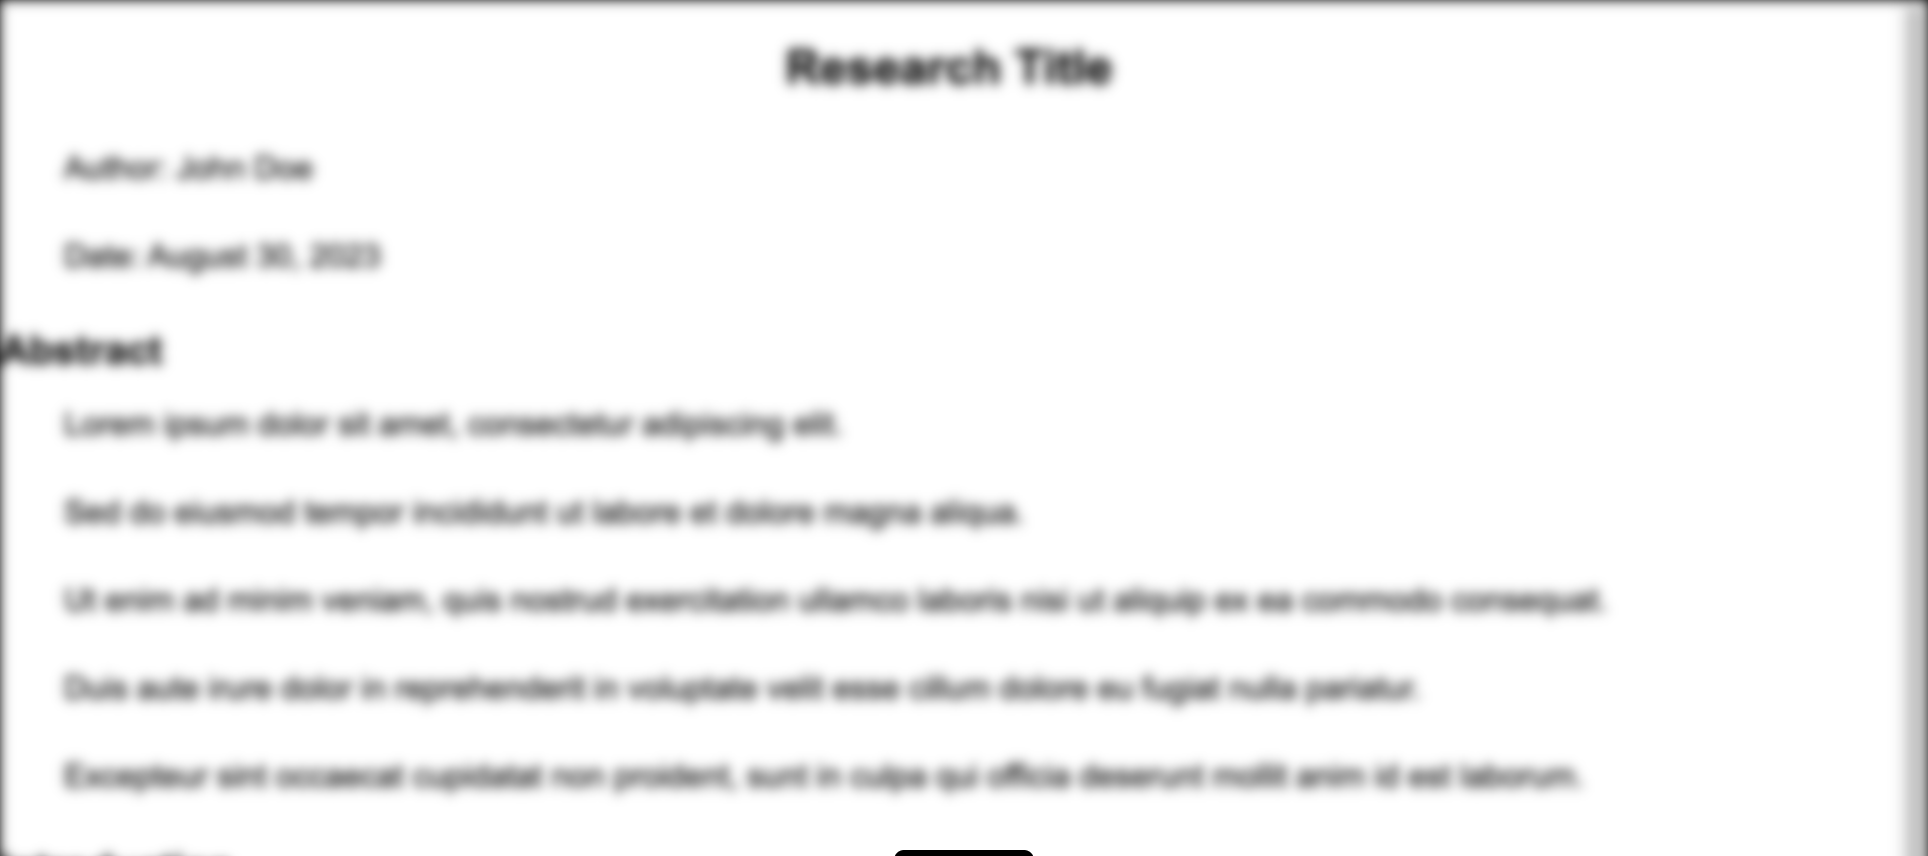 Research Title
Author: John Doe
Date: August 30, 2023
Abstract
Lorem ipsum dolor sit amet, consectetur adipiscing elit.
Sed do eiusmod tempor incididunt ut labore et dolore magna aliqua.
Ut enim ad minim veniam, quis nostrud exercitation ullamco laboris nisi ut aliquip ex ea commodo consequat.
Duis aute irure dolor in reprehenderit in voluptate velit esse cillum dolore eu fugiat nulla pariatur.
Excepteur sint occaecat cupidatat non proident, sunt in culpa qui officia deserunt mollit anim id est laborum.